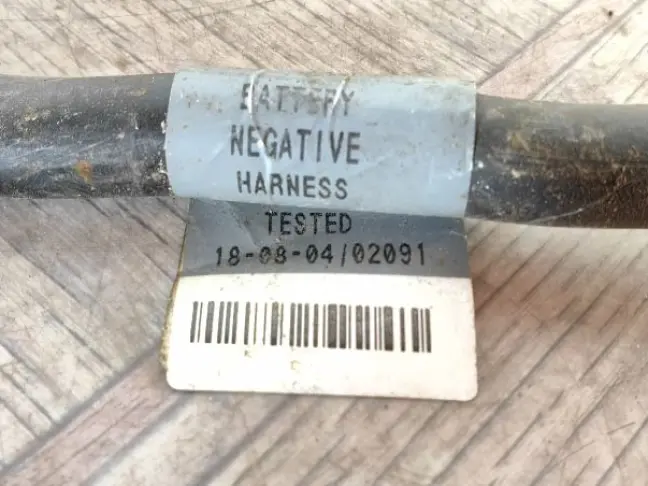 BATTERY
NEGATIVE
HARNESS
TESTED
18-08-04/02091